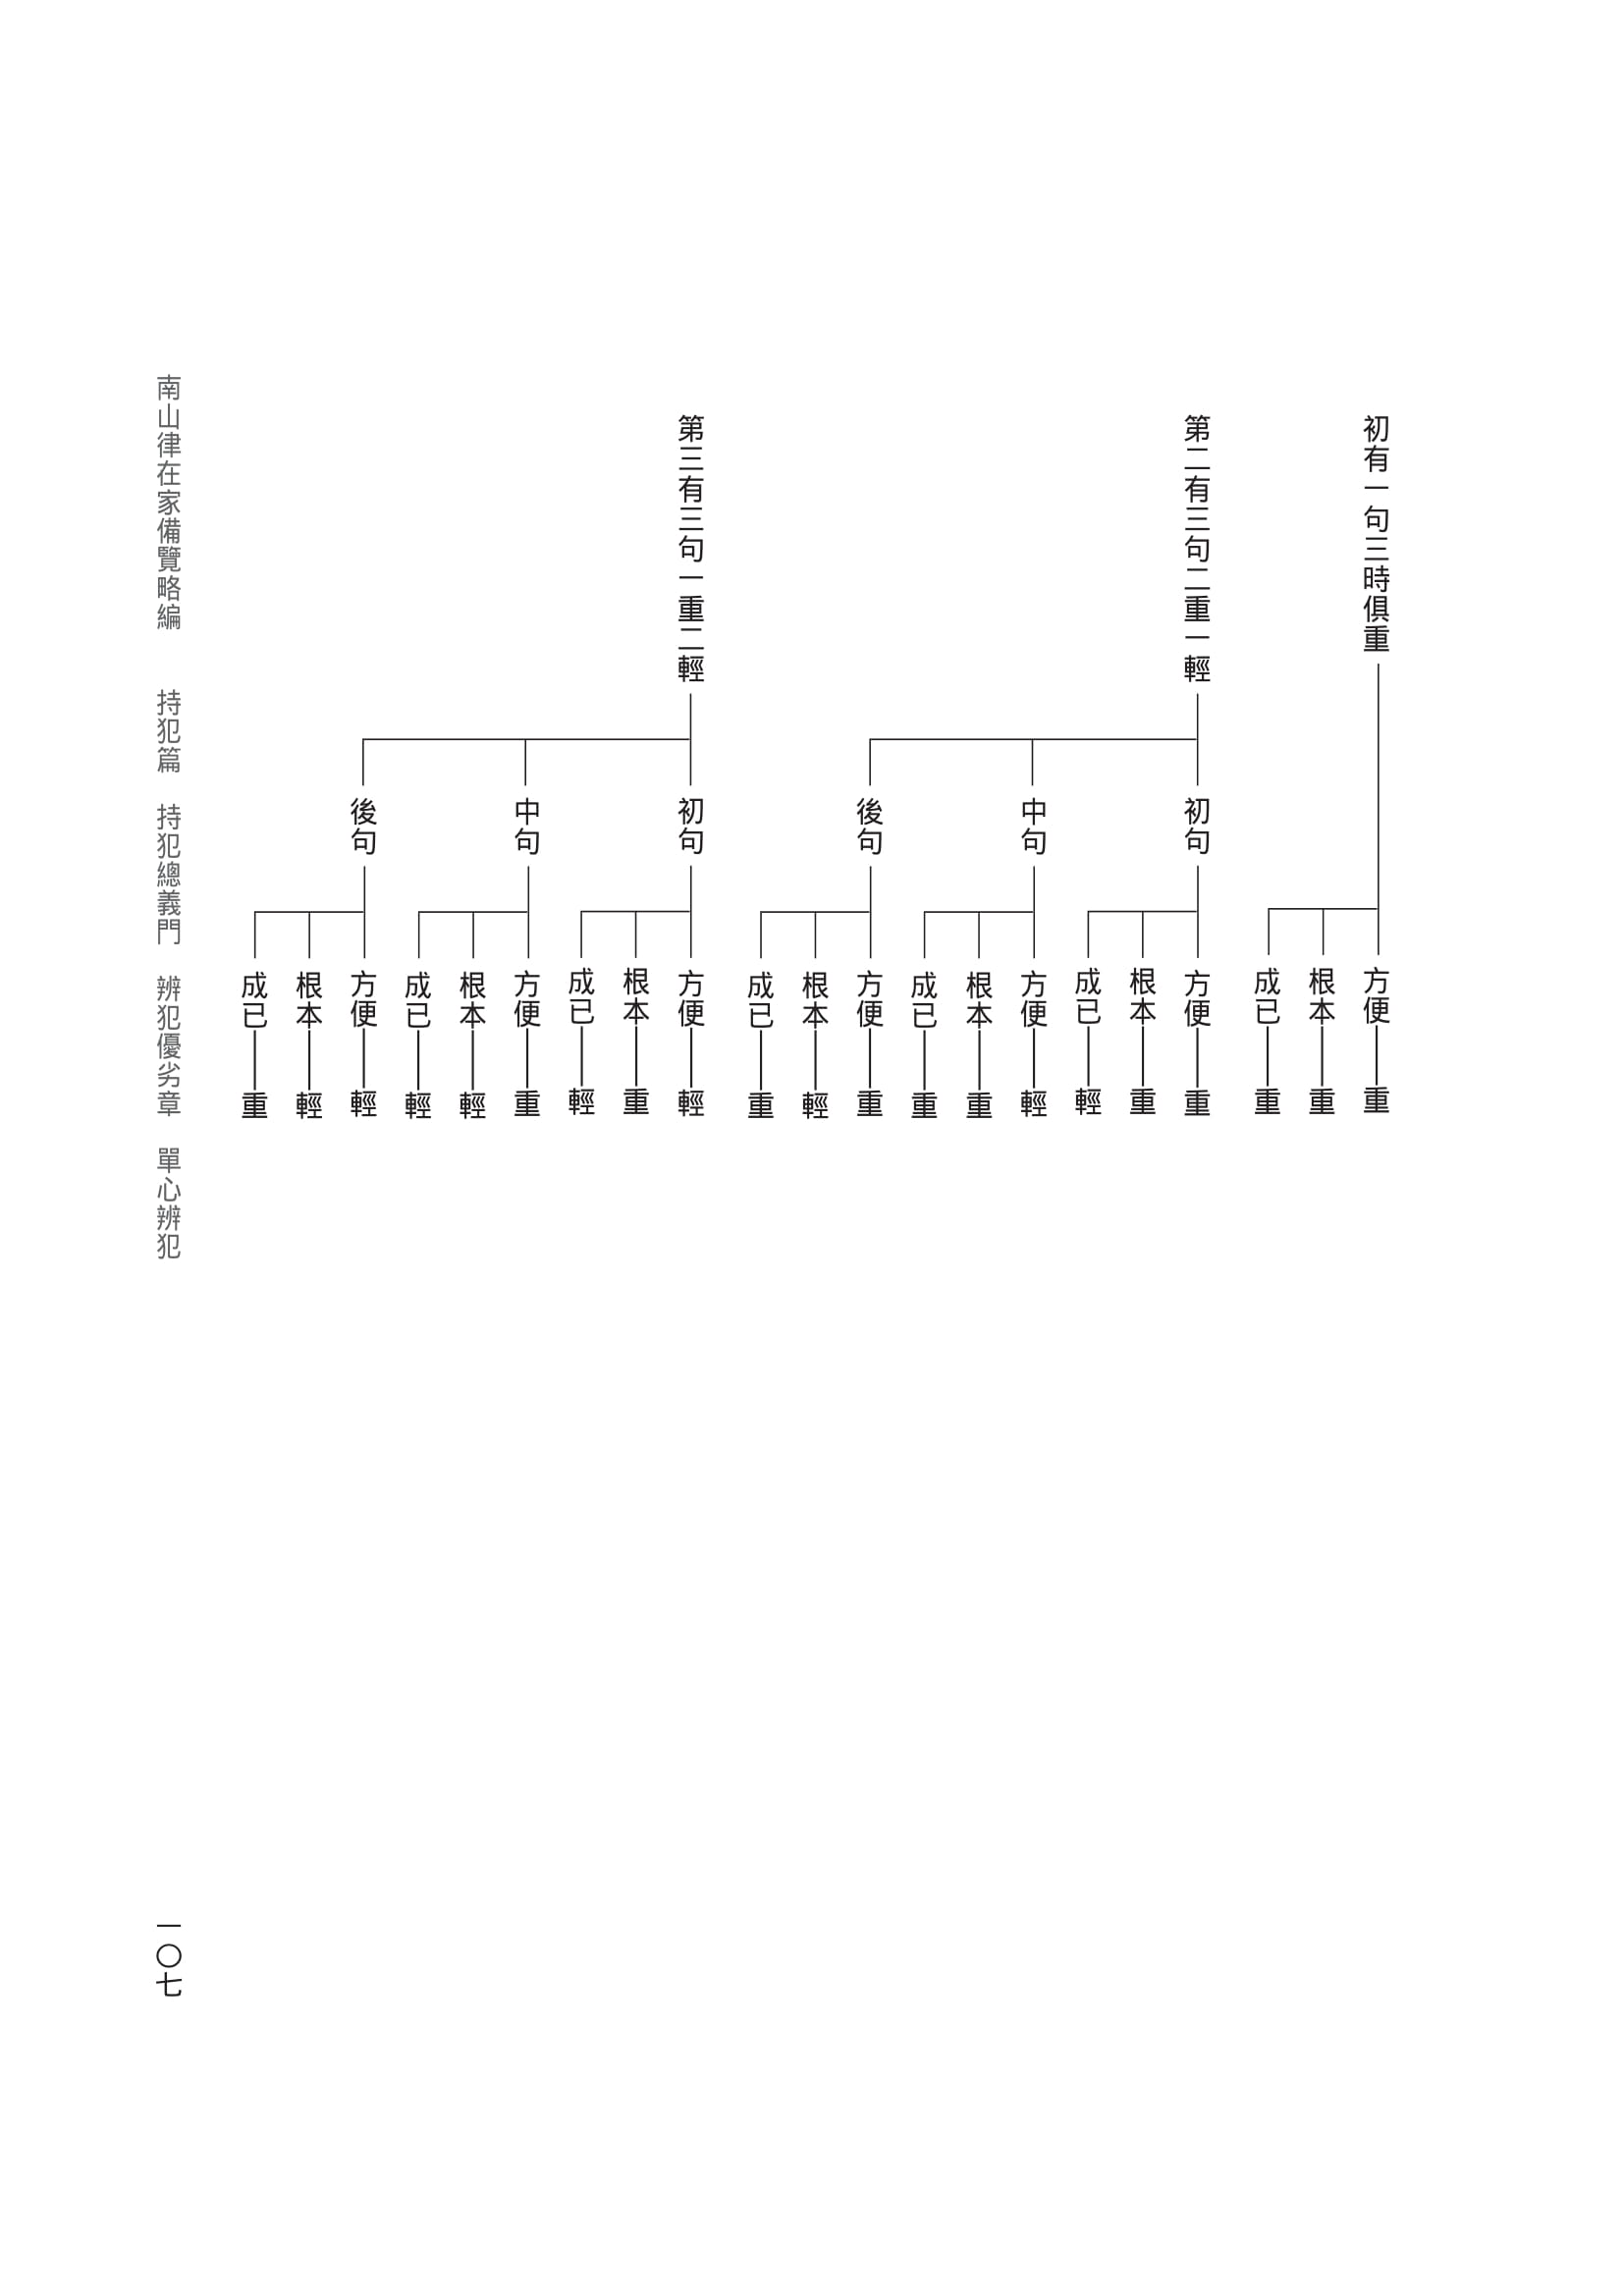 初有一句三時俱重
方便——重
根本——重
成已——重
第二有三句二重一輕
初句
方便——重
根本——重
成已——輕
中句
方便——輕
根本——重
成已——重
後句
方便——重
根本——輕
成已——重
第三有三句一重二輕
初句
方便——輕
根本——重
成已——輕
中句
方便——重
根本——輕
成已——輕
後句
方便——輕
根本——輕
成已——重
南山律在家備覽略編　持犯篇　持犯總義門　辨犯優劣章　單心辨犯
一〇七